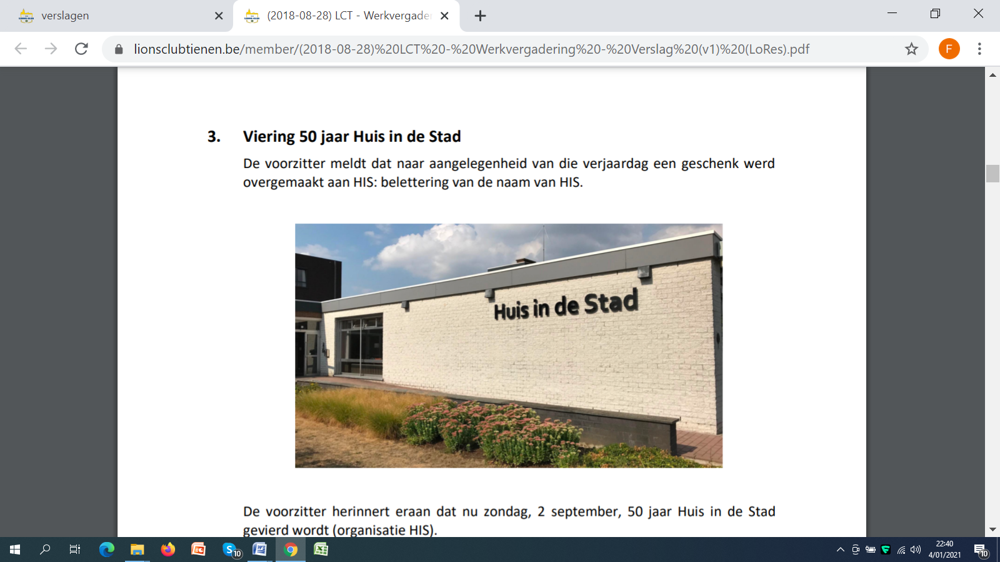 verslagen
(2018-08-28) LCT - Werkvergader
lionsclubtienen.be/member/(2018-08-28)%20LCT%20-%20Werkvergadering%20-%20Verslag%20(v1)%20(LoRes).pdf
F
3. Viering 50 jaar Huis in de Stad
De voorzitter meldt dat naar aangelegenheid van die verjaardag een geschenk werd
overgemaakt aan HIS: belettering van de naam van HIS.
Huis in de Stad
De voorzitter herinnert eraan dat nu zondag, 2 september, 50 jaar Huis in de Stad
gevierd wordt (organisatie HIS).
10
22:40
4/01/2021
10